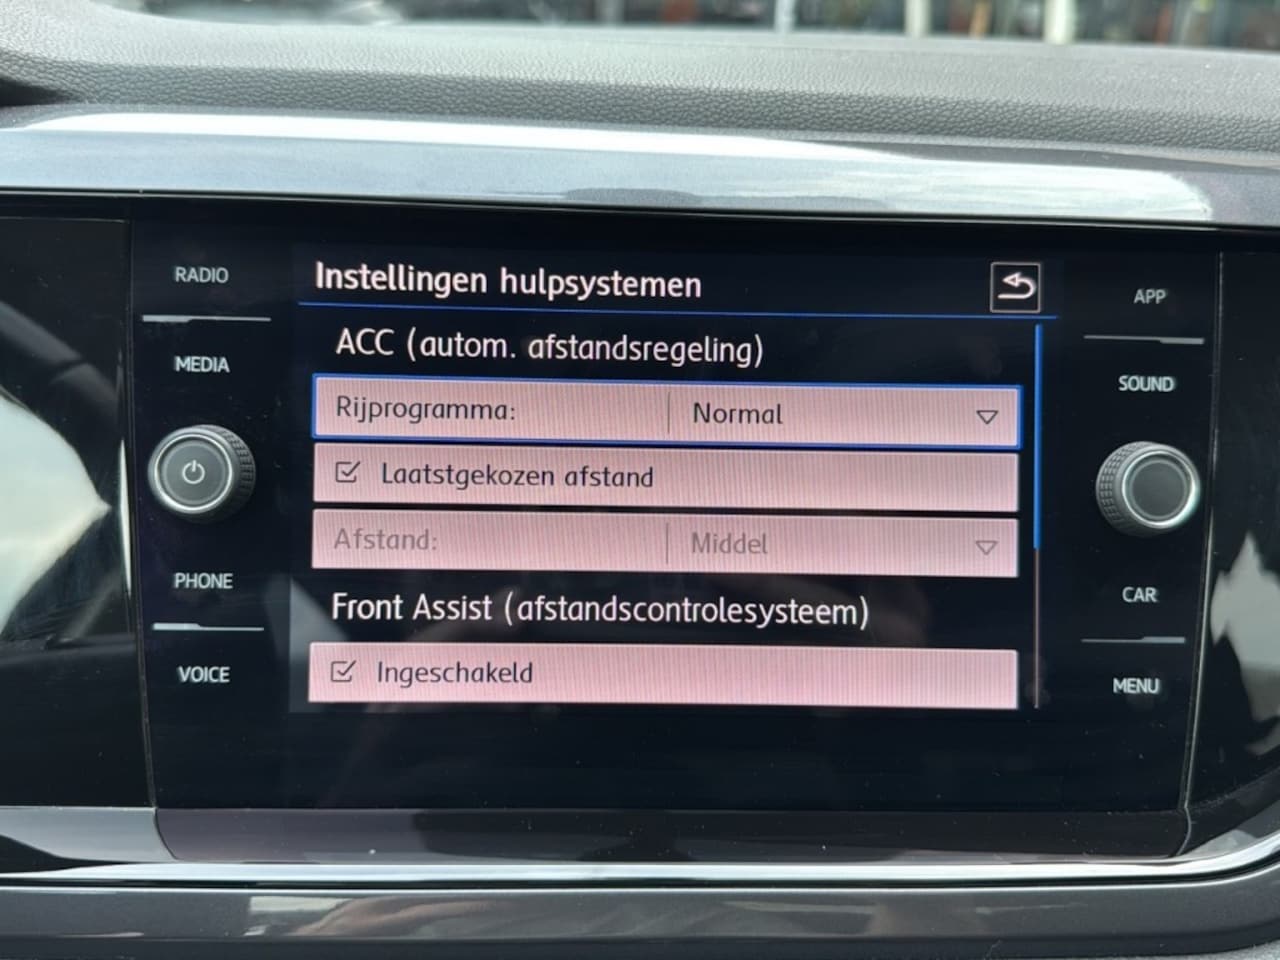 Instellingen hulpsystemen
RADIO
MEDIA
PHONE
VOICE
ACC (autom. afstandsregeling)
Rijprogramma: Normal
Laatstgekozen afstand
Afstand: Middel
Front Assist (afstandscontrolesysteem)
Ingeschakeld
APP
SOUND
CAR
MENU